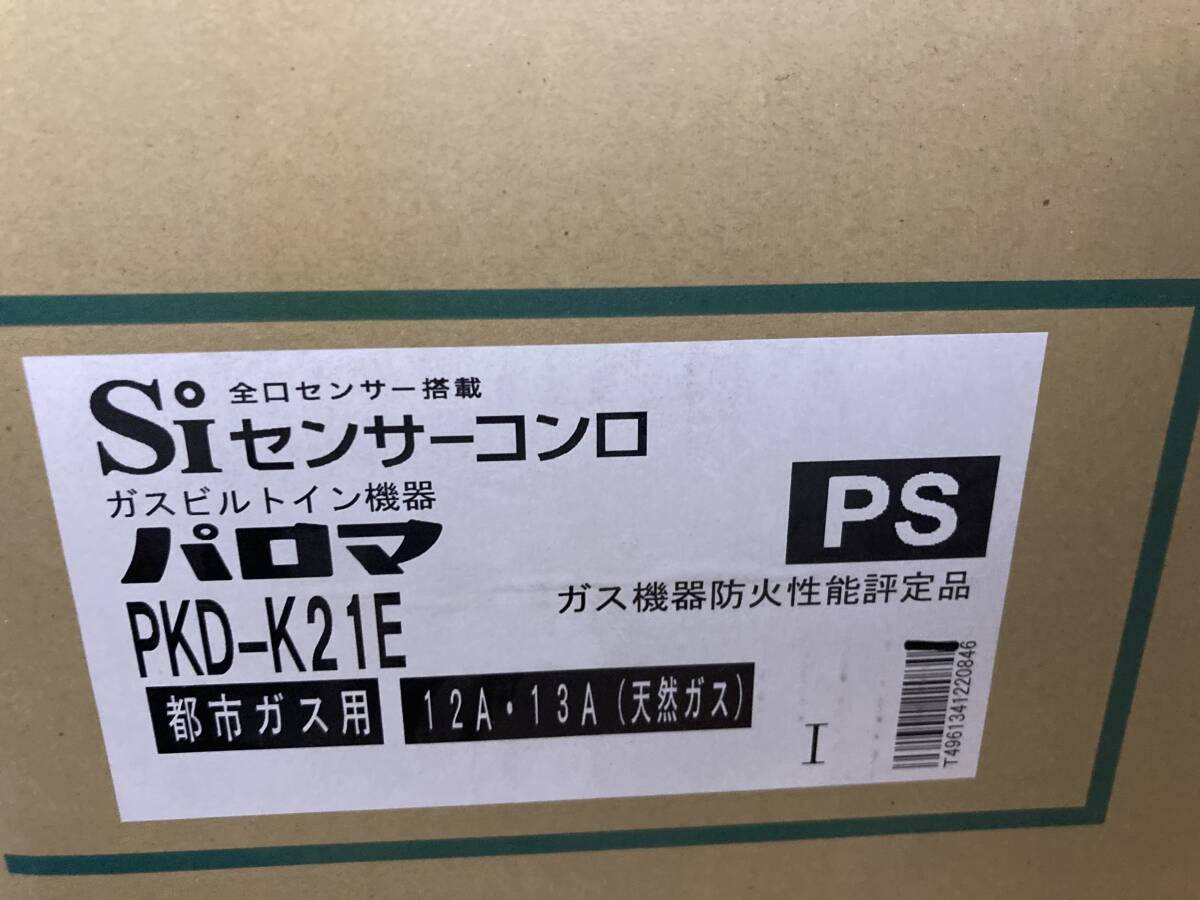 Si 全口センサー搭載
センサーコンロ
ガスビルトイン機器
パロマ
PKD-K21E
都市ガス用 12A・13A(天然ガス)
PS
ガス機器防火性能評定品
I
T4961341220846